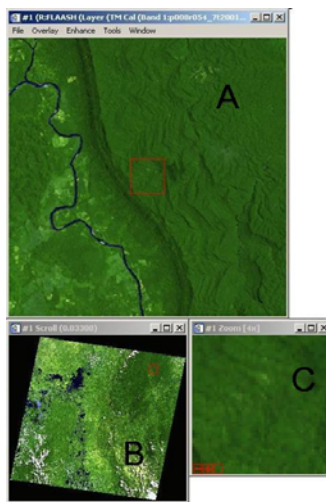 #1 (R:FLAASH (Layer (TM Cal (Band 1:p008r054_7t2001
File Overlay Enhance Tools Window
A
#1 Scroll (0.03300)
B
#1 Zoom [4x]
C